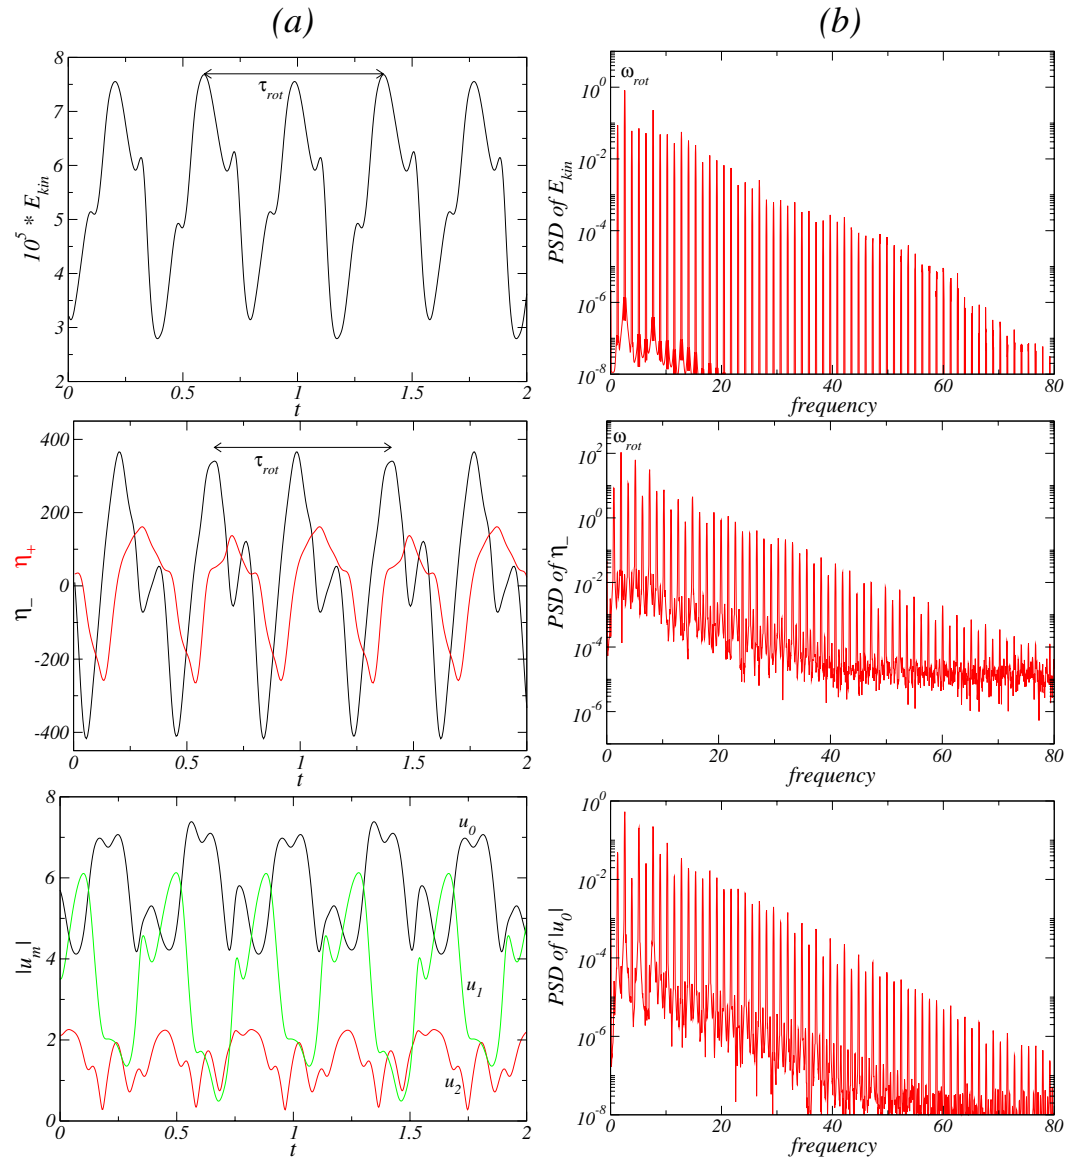 (a)
(b)
8
7
6
5
4
3
2
10^5 * E_kin
τ_rot
0
0.5
1
1.5
2
t
10^0
10^-2
10^-4
10^-6
10^-8
PSD of E_kin
ω_rot
0
20
40
60
80
frequency
400
200
0
-200
-400
η_- η_+
τ_rot
0
0.5
1
1.5
2
t
10^2
10^0
10^-2
10^-4
10^-6
PSD of η_-
ω_rot
0
20
40
60
80
frequency
8
6
4
2
0
|u_m|
u_0
u_1
u_2
0
0.5
1
1.5
2
t
10^0
10^-2
10^-4
10^-6
10^-8
PSD of |u_0|
0
20
40
60
80
frequency